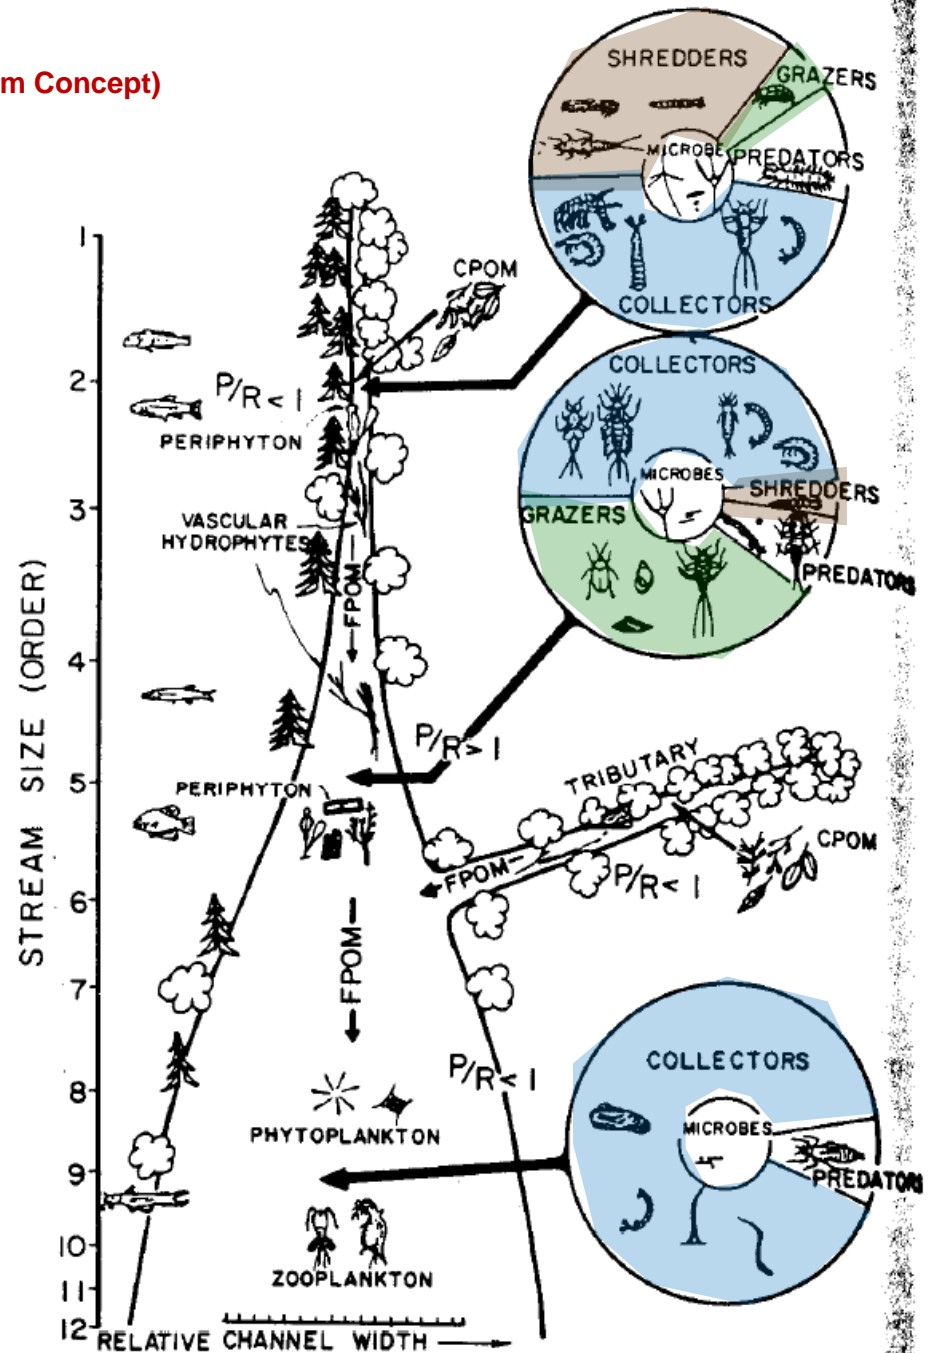 m Concept)
SHREDDERS
GRAZERS
MICROBE
PREDATORS
COLLECTORS
1
CPOM
2
P/R < 1
PERIPHYTON
COLLECTORS
MICROBES
SHREDDERS
GRAZERS
PREDATORS
3
VASCULAR
HYDROPHYTES
FPOM
STREAM SIZE (ORDER)
4
P/R > 1
5
PERIPHYTON
TRIBUTARY
CPOM
FPOM
P/R < 1
6
FPOM
7
P/R < 1
8
PHYTOPLANKTON
COLLECTORS
MICROBES
PREDATORS
9
10
ZOOPLANKTON
11
12
RELATIVE CHANNEL WIDTH